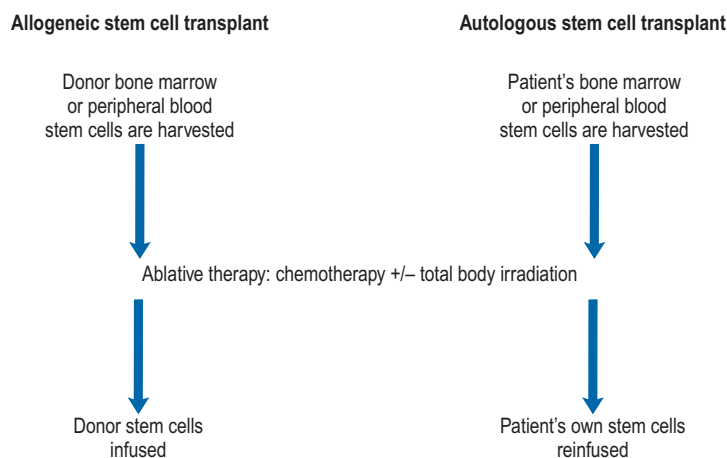 Allogeneic stem cell transplant
Autologous stem cell transplant
Donor bone marrow
or peripheral blood
stem cells are harvested
Patient's bone marrow
or peripheral blood
stem cells are harvested
Ablative therapy: chemotherapy +/– total body irradiation
Donor stem cells
infused
Patient's own stem cells
reinfused